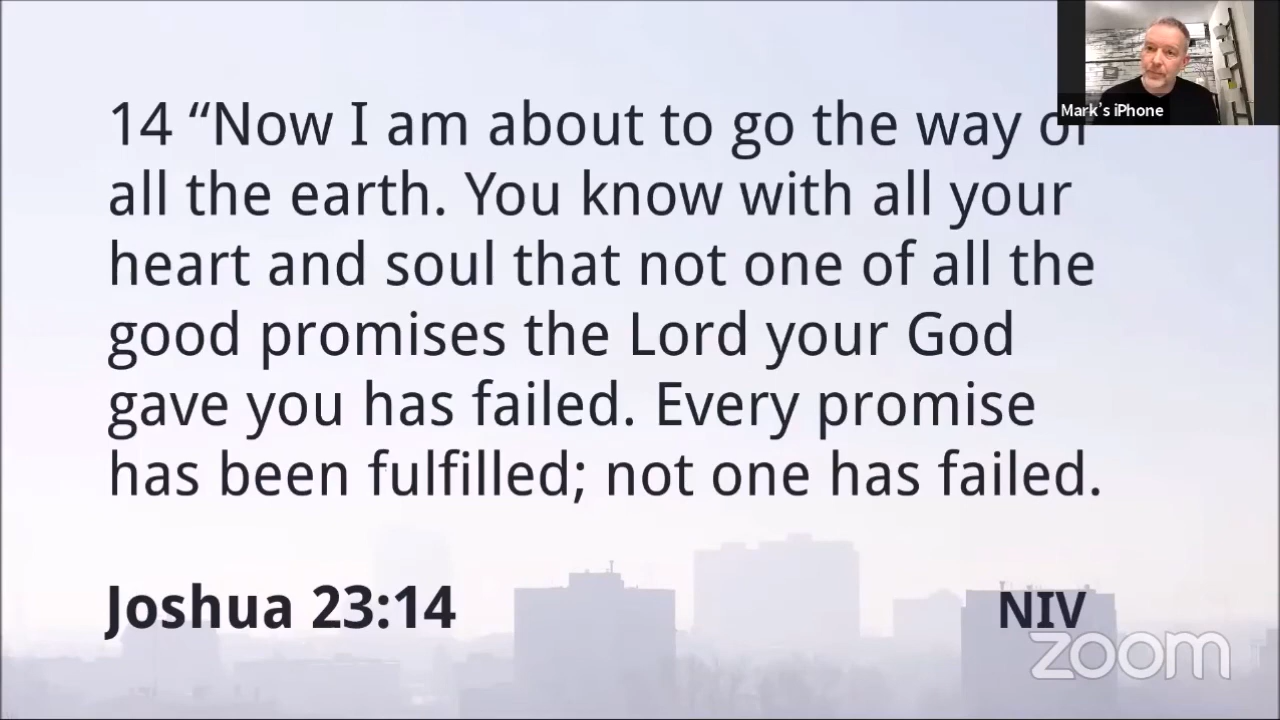 14 “Now I am about to go the way of
all the earth. You know with all your
heart and soul that not one of all the
good promises the Lord your God
gave you has failed. Every promise
has been fulfilled; not one has failed.
Joshua 23:14
NIV
Mark’s iPhone
zoom